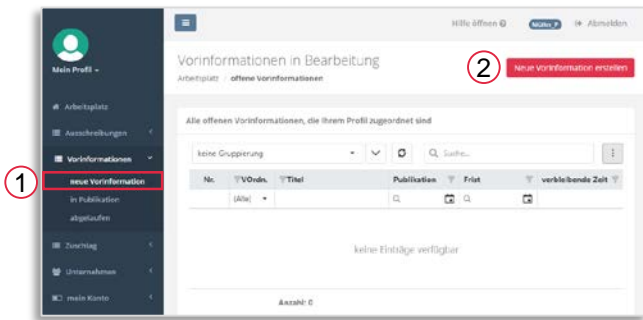 Hilfe öffnen
Müller_P
Abmelden
Mein Profil
Vorinformationen in Bearbeitung
Arbeitsplatz / offene Vorinformationen
2
Neue Vorinformation erstellen
Arbeitsplatz
Ausschreibungen
Vorinformationen
1
neue Vorinformation
in Publikation
abgelaufen
Zuschlag
Unternehmen
mein Konto
Alle offenen Vorinformationen, die Ihrem Profil zugeordnet sind
keine Gruppierung
Suche...
Nr. VOrdn. Titel Publikation Frist verbleibende Zeit
(Alle)
keine Einträge verfügbar
Anzahl: 0